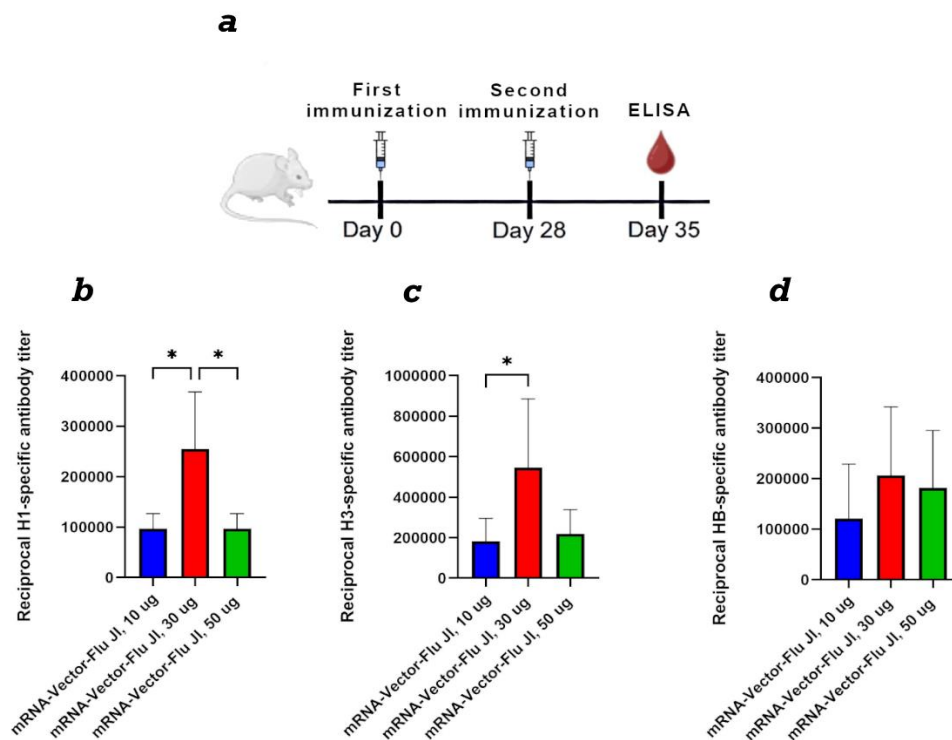 a
First immunization
Second immunization
ELISA
Day 0
Day 28
Day 35
b
Reciprocal H1-specific antibody titer
400000
300000
200000
100000
0
*
*
mRNA-Vector-Flu JI, 10 ug
mRNA-Vector-Flu JI, 30 ug
mRNA-Vector-Flu JI, 50 ug
c
Reciprocal H3-specific antibody titer
1000000
800000
600000
400000
200000
0
*
mRNA-Vector-Flu JI, 10 ug
mRNA-Vector-Flu JI, 30 ug
mRNA-Vector-Flu JI, 50 ug
d
Reciprocal HB-specific antibody titer
400000
300000
200000
100000
0
mRNA-Vector-Flu JI, 10 ug
mRNA-Vector-Flu JI, 30 ug
mRNA-Vector-Flu JI, 50 ug